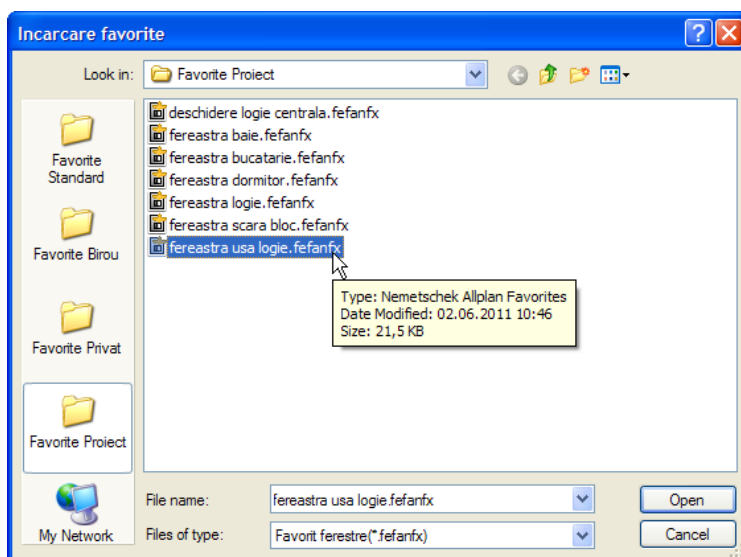 Incarcare favorite
Look in:
Favorite Proiect
Favorite
Standard
Favorite Birou
Favorite Privat
Favorite Proiect
My Network
deschidere logie centrala.fefanfx
fereastra baie.fefanfx
fereastra bucatarie.fefanfx
fereastra dormitor.fefanfx
fereastra logie.fefanfx
fereastra scara bloc.fefanfx
fereastra usa logie.fefanfx
Type: Nemetschek Allplan Favorites
Date Modified: 02.06.2011 10:46
Size: 21,5 KB
File name:
fereastra usa logie.fefanfx
Open
Files of type:
Favorit ferestre(*.fefanfx)
Cancel